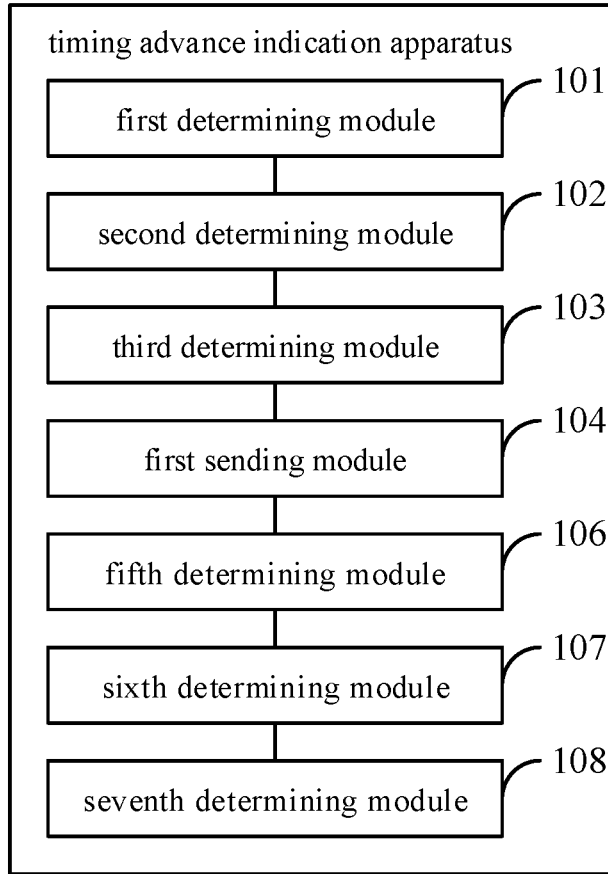 timing advance indication apparatus
101
first determining module
102
second determining module
103
third determining module
104
first sending module
106
fifth determining module
107
sixth determining module
108
seventh determining module